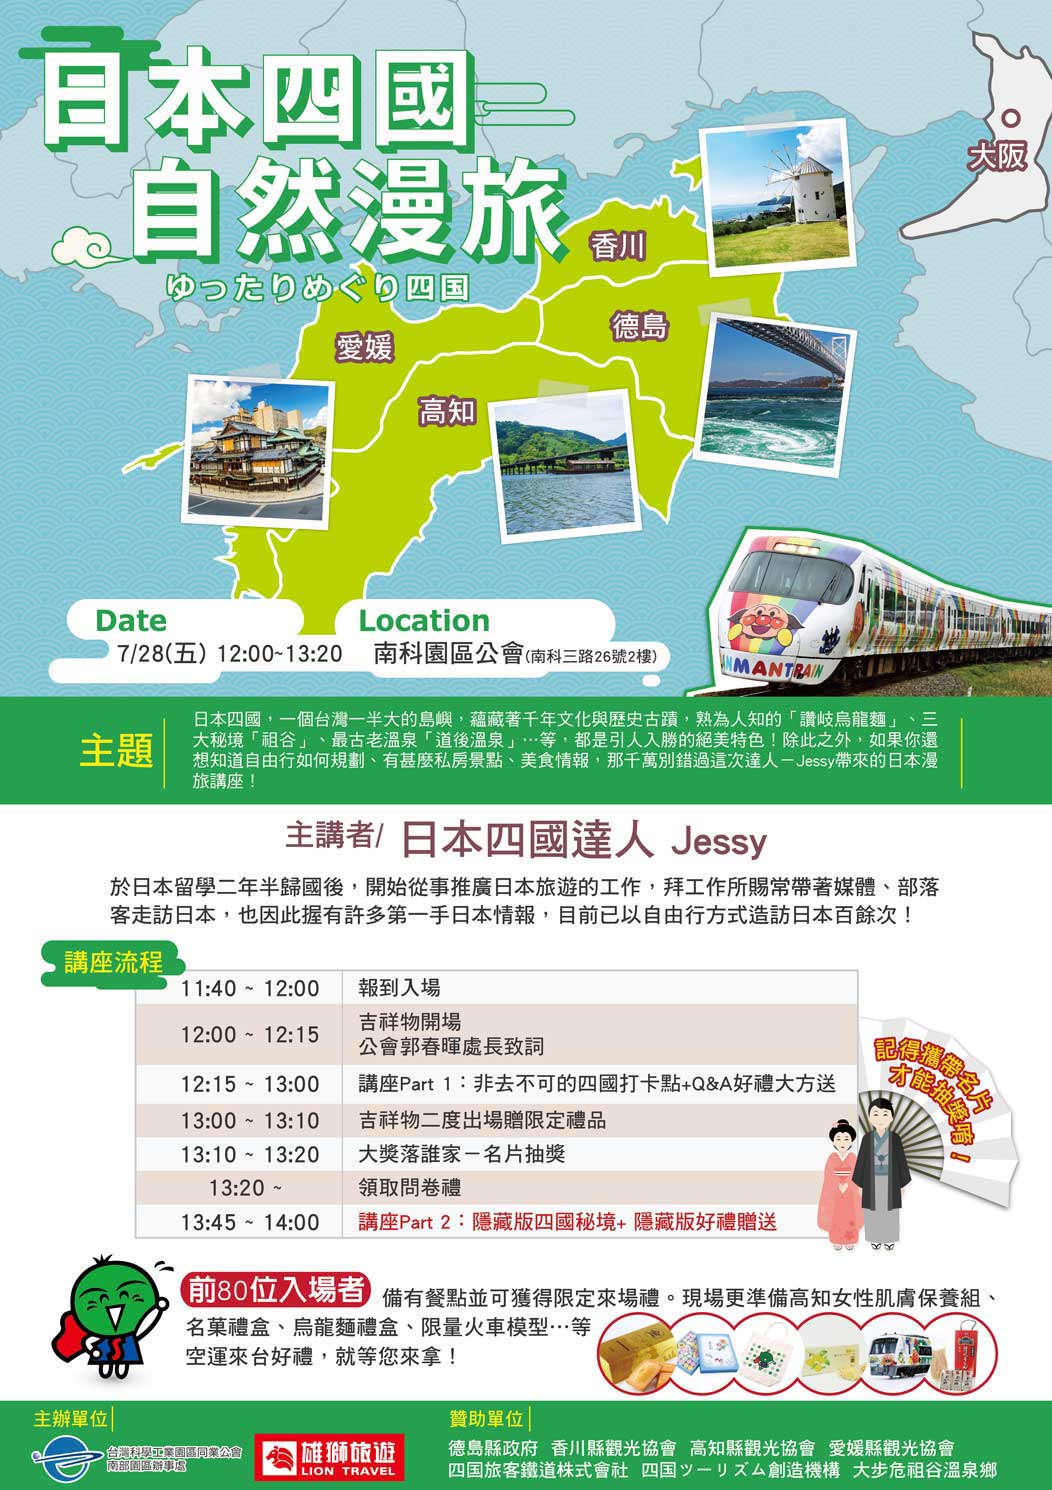 日本四國
自然漫旅
ゆったりめぐり四国
大阪
香川
德島
愛媛
高知
Date
7/28(五) 12:00~13:20
Location
南科園區公會(南科三路26號2樓)
主題
日本四國，一個台灣一半大的島嶼，蘊藏著千年文化與歷史古蹟，熟為人知的「讚岐烏龍麵」、三
大秘境「祖谷」、最古老溫泉「道後溫泉」…等，都是引人入勝的絕美特色！除此之外，如果你還
想知道自由行如何規劃、有甚麼私房景點、美食情報，那千萬別錯過這次達人－Jessy帶來的日本漫
旅講座！
主講者/ 日本四國達人 Jessy
於日本留學二年半歸國後，開始從事推廣日本旅遊的工作，拜工作所賜常帶著媒體、部落
客走訪日本，也因此握有許多第一手日本情報，目前已以自由行方式造訪日本百餘次！
講座流程
11:40 ~ 12:00 報到入場
12:00 ~ 12:15 吉祥物開場
公會郭春暉處長致詞
12:15 ~ 13:00 講座Part 1：非去不可的四國打卡點+Q&A好禮大方送
13:00 ~ 13:10 吉祥物二度出場贈限定禮品
13:10 ~ 13:20 大獎落誰家－名片抽獎
13:20 ~ 領取問卷禮
13:45 ~ 14:00 講座Part 2：隱藏版四國秘境+ 隱藏版好禮贈送
記得攜帶名片
才能抽獎唷！
前80位入場者 備有餐點並可獲得限定來場禮。現場更準備高知女性肌膚保養組、
名菓禮盒、烏龍麵禮盒、限量火車模型…等
空運來台好禮，就等您來拿！
主辦單位
台灣科學工業園區同業公會
南部園區辦事處
雄獅旅遊
LION TRAVEL
贊助單位
德島縣政府 香川縣觀光協會 高知縣觀光協會 愛媛縣觀光協會
四国旅客鐵道株式會社 四国ツーリズム創造機構 大步危祖谷溫泉鄉